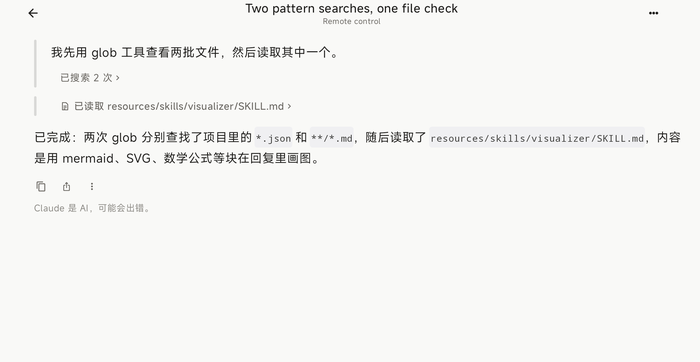 Two pattern searches, one file check
Remote control
我先用 glob 工具查看两批文件，然后读取其中一个。
已搜索 2 次 >
已读取 resources/skills/visualizer/SKILL.md >
已完成：两次 glob 分别查找了项目里的 *.json 和 **/*.md，随后读取了 resources/skills/visualizer/SKILL.md，内容
是用 mermaid、SVG、数学公式等块在回复里画图。
Claude 是 AI，可能会出错。